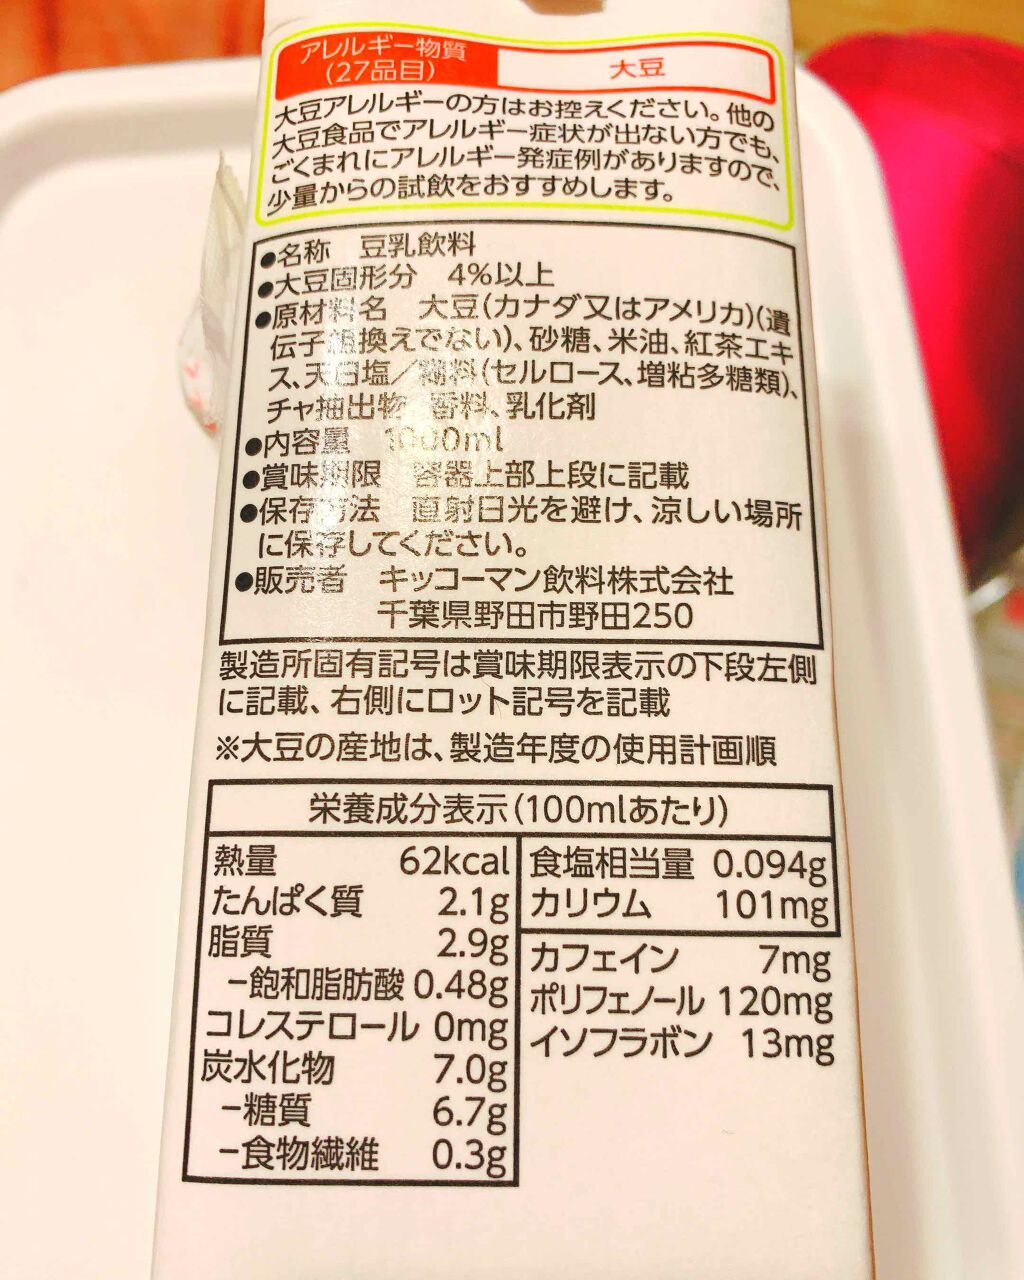 アレルギー物質
(27品目)
大豆
大豆アレルギーの方はお控えください。他の
大豆食品でアレルギー症状が出ない方でも、
ごくまれにアレルギー発症例がありますので、
少量からの試飲をおすすめします。
●名称　豆乳飲料
●大豆固形分　4%以上
●原材料名　大豆(カナダ又はアメリカ)(遺
伝子組換えでない)、砂糖、米油、紅茶エキ
ス、天日塩／糊料(セルロース、増粘多糖類)、
チャ抽出物、香料、乳化剤
●内容量　1000ml
●賞味期限　容器上部上段に記載
●保存方法　直射日光を避け、涼しい場所
に保存してください。
●販売者　キッコーマン飲料株式会社
千葉県野田市野田250
製造所固有記号は賞味期限表示の下段左側
に記載、右側にロット記号を記載
※大豆の産地は、製造年度の使用計画順
栄養成分表示(100mlあたり)
熱量 62kcal
たんぱく質 2.1g
脂質 2.9g
－飽和脂肪酸 0.48g
コレステロール 0mg
炭水化物 7.0g
－糖質 6.7g
－食物繊維 0.3g
食塩相当量 0.094g
カリウム 101mg
カフェイン 7mg
ポリフェノール 120mg
イソフラボン 13mg